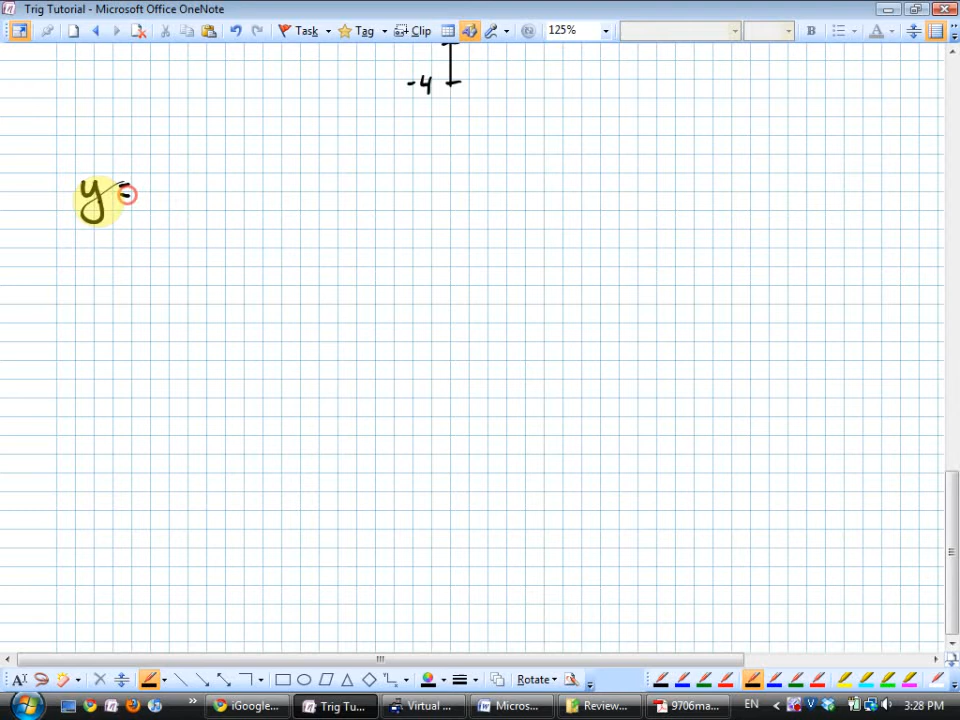 Trig Tutorial - Microsoft Office OneNote
Task Tag Clip 125% B A
-4
y=
A Rotate
iGoogle... Trig Tu... Virtual ... Micros... Review... 9706ma... EN 3:28 PM